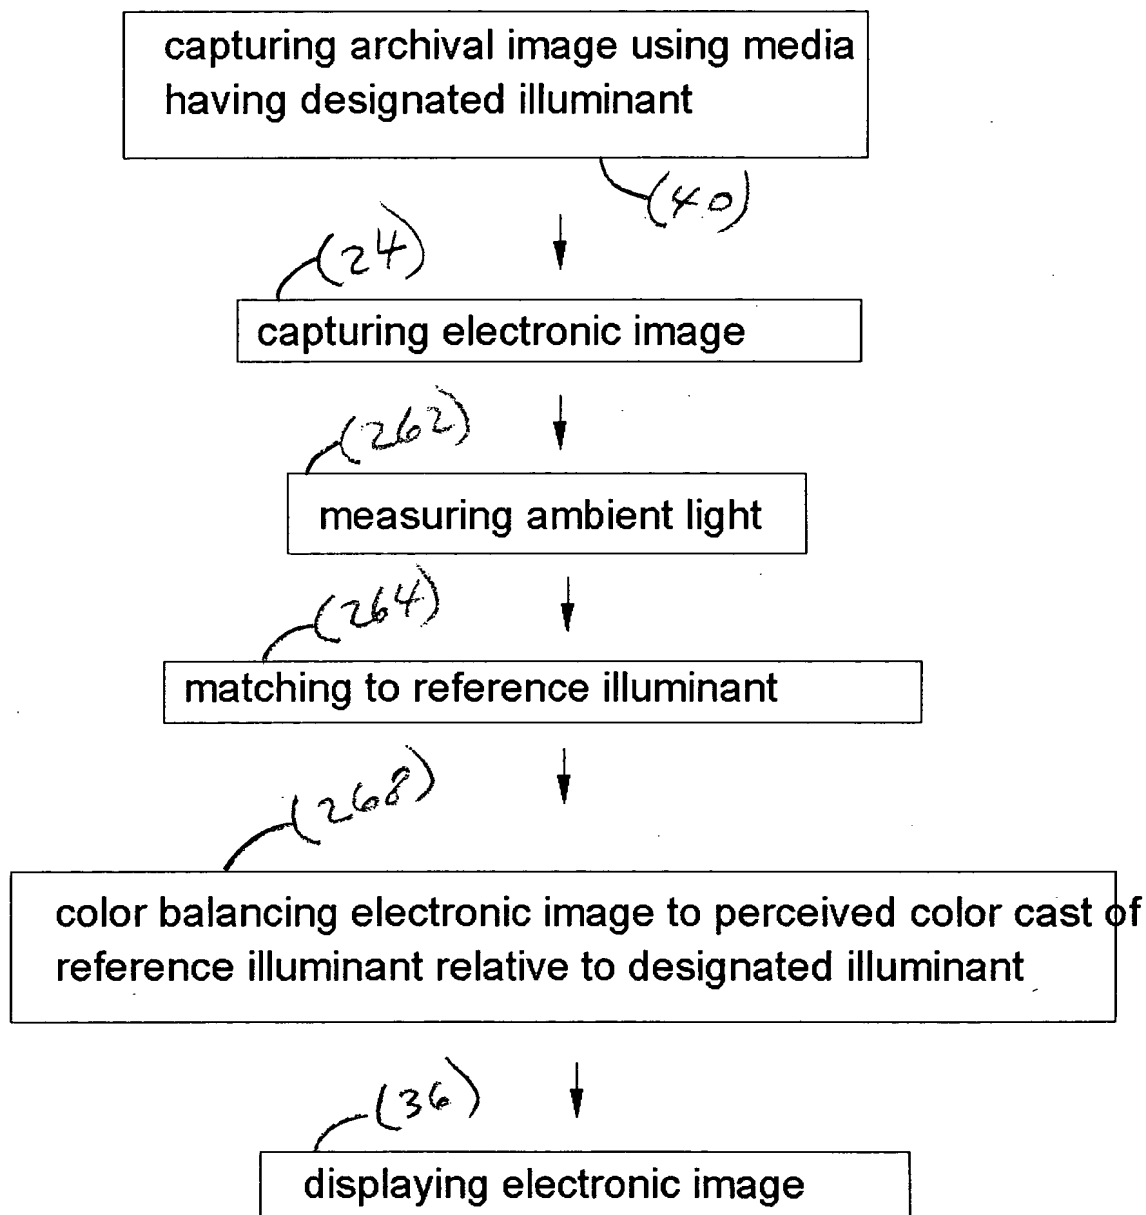 capturing archival image using media
having designated illuminant
(40)
(24)
capturing electronic image
(262)
measuring ambient light
(264)
matching to reference illuminant
(268)
color balancing electronic image to perceived color cast of
reference illuminant relative to designated illuminant
(36)
displaying electronic image